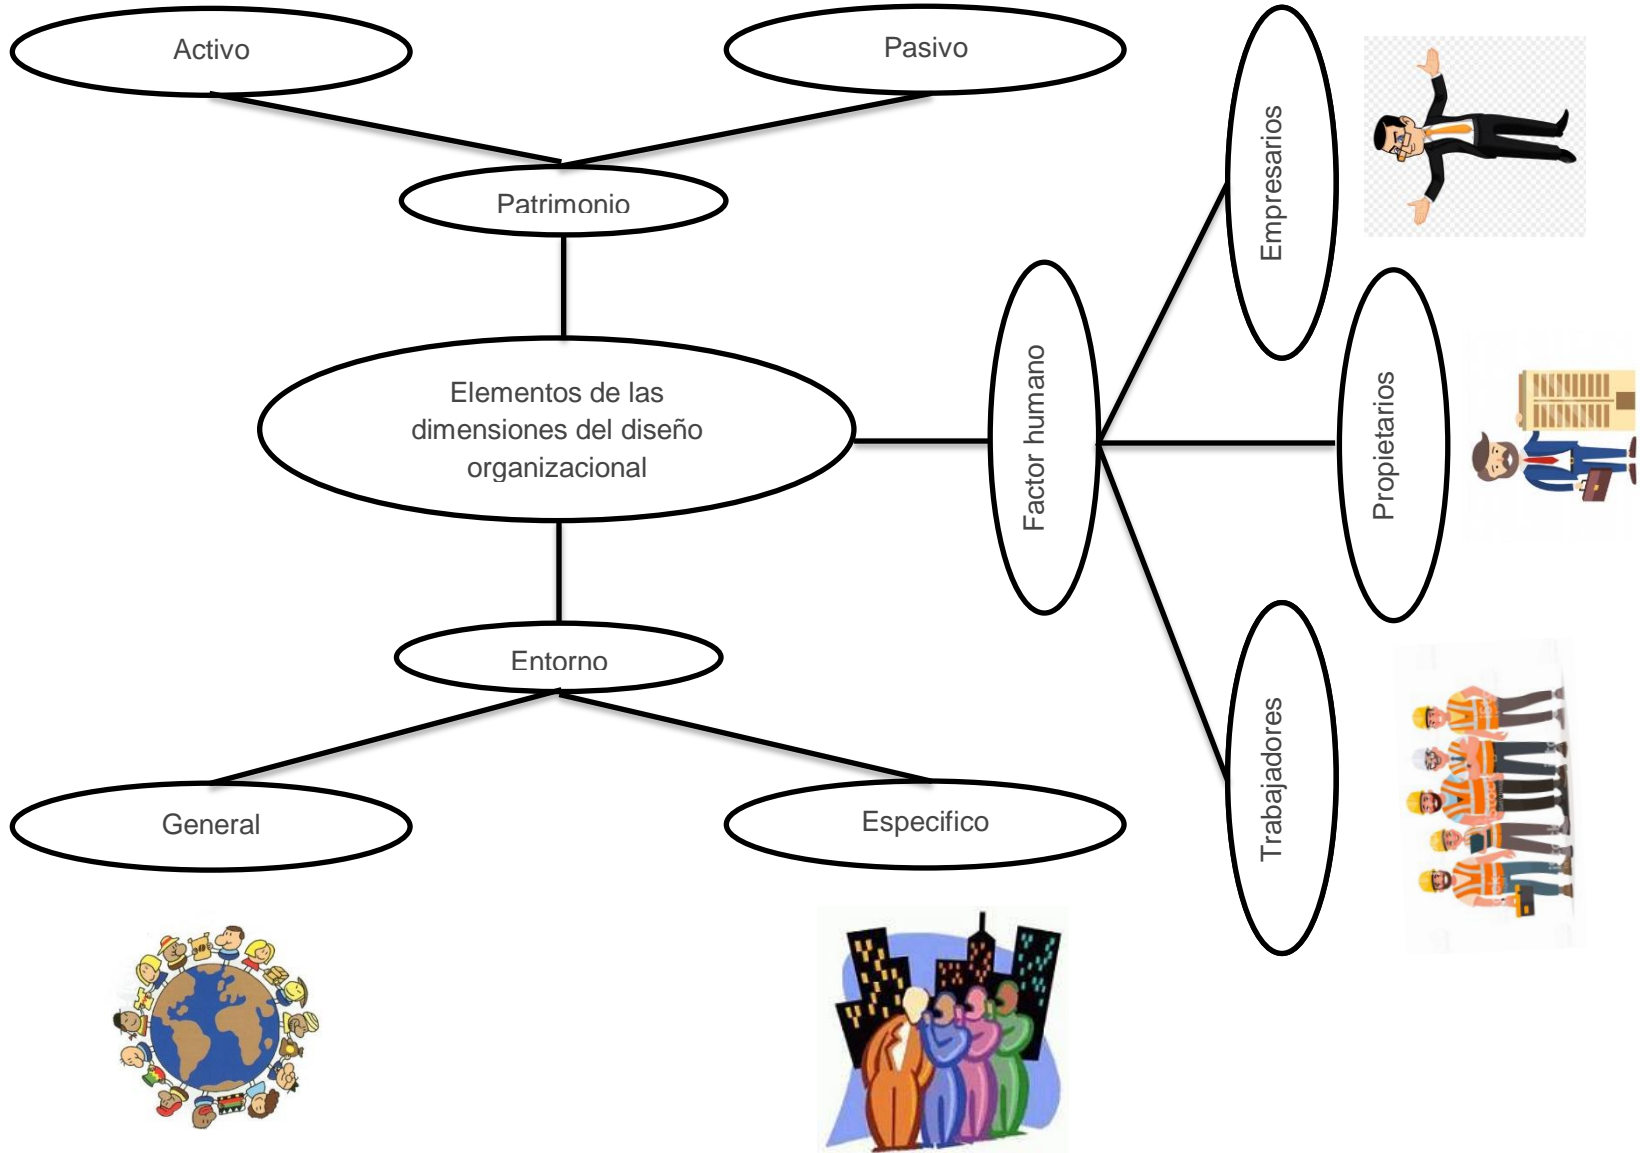 Activo
Pasivo
Patrimonio
Elementos de las
dimensiones del diseño
organizacional
Factor humano
Empresarios
Propietarios
Trabajadores
Entorno
General
Especifico